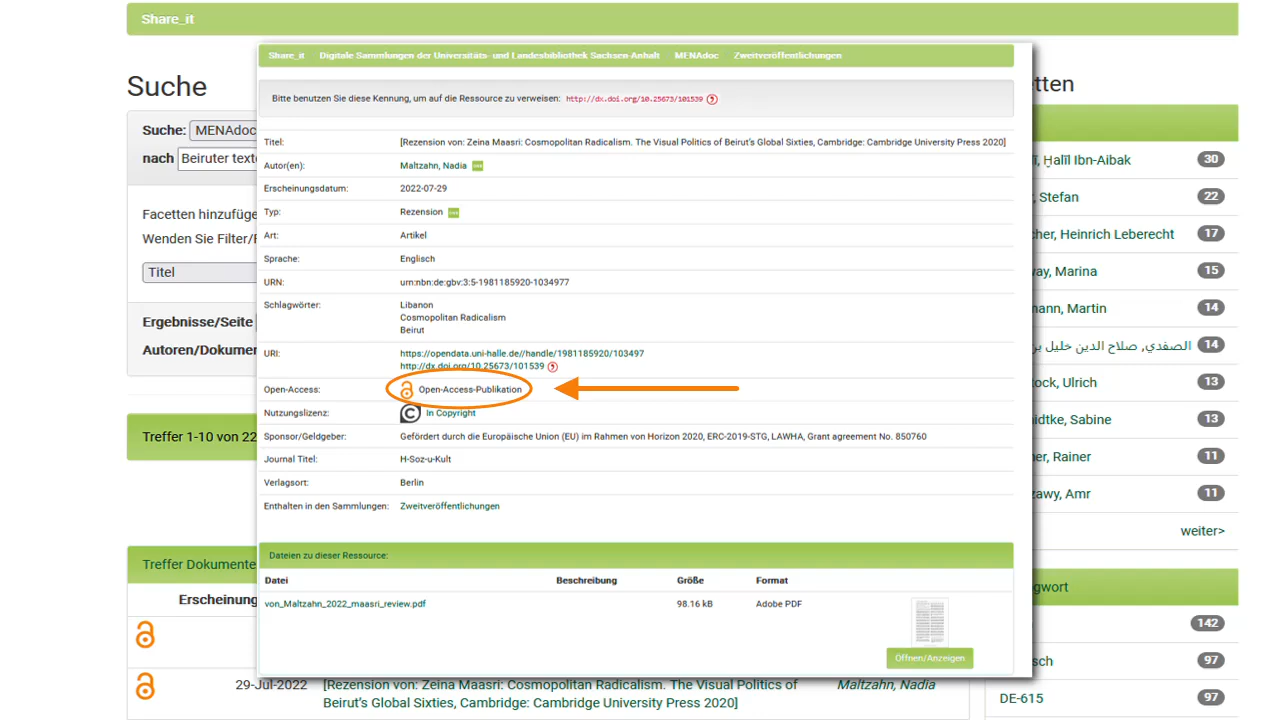 Share_it
Suche
Suche: MENAdoc
nach Beiruter texte
Facetten hinzufüge
Wenden Sie Filter/F
Titel
Ergebnisse/Seite
Autoren/Dokumen
Treffer 1-10 von 22
Treffer Dokumente
Erscheinung
29-Jul-2022 [Rezension von: Zeina Maasri: Cosmopolitan Radicalism. The Visual Politics of Maltzahn, Nadia
Beirut's Global Sixties, Cambridge: Cambridge University Press 2020]
Share_it Digitale Sammlungen der Universitäts- und Landesbibliothek Sachsen-Anhalt MENAdoc Zweitveröffentlichungen
Bitte benutzen Sie diese Kennung, um auf die Ressource zu verweisen: http://dx.doi.org/10.25673/101539
Titel: [Rezension von: Zeina Maasri: Cosmopolitan Radicalism. The Visual Politics of Beirut's Global Sixties, Cambridge: Cambridge University Press 2020]
Autor(en): Maltzahn, Nadia
Erscheinungsdatum: 2022-07-29
Typ: Rezension
Art: Artikel
Sprache: Englisch
URN: urn:nbn:de:gbv:3:5-1981185920-1034977
Schlagwörter: Libanon
Cosmopolitan Radicalism
Beirut
URI: https://opendata.uni-halle.de//handle/1981185920/103497
http://dx.doi.org/10.25673/101539
Open-Access: Open-Access-Publikation
Nutzungslizenz: In Copyright
Sponsor/Geldgeber: Gefördert durch die Europäische Union (EU) im Rahmen von Horizon 2020, ERC-2019-STG, LAWHA, Grant agreement No. 850760
Journal Titel: H-Soz-u-Kult
Verlagsort: Berlin
Enthalten in den Sammlungen: Zweitveröffentlichungen
Dateien zu dieser Ressource:
Datei Beschreibung Größe Format
von_Maltzahn_2022_maasri_review.pdf 98.16 kB Adobe PDF
Öffnen/Anzeigen
tten
, Ḫalīl Ibn-Aibak 30
, Stefan 22
cher, Heinrich Leberecht 17
way, Marina 15
mann, Martin 14
الصفدي, صلاح الدين خليل بن 14
ock, Ulrich 13
idtke, Sabine 13
ner, Rainer 11
zawy, Amr 11
weiter>
gwort
142
sch 97
DE-615 97